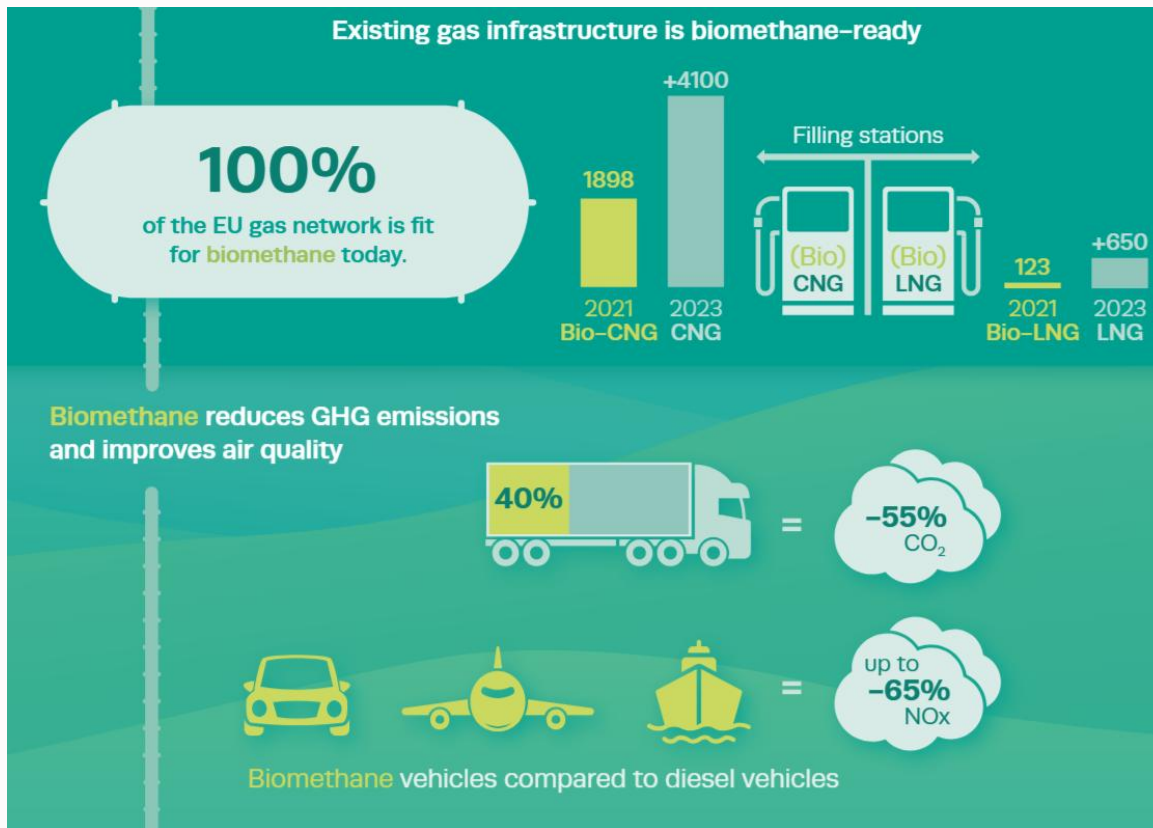 Existing gas infrastructure is biomethane-ready
100%
of the EU gas network is fit
for biomethane today.
1898
2021
Bio-CNG
+4100
2023
CNG
Filling stations
(Bio)
CNG
(Bio)
LNG
123
2021
Bio-LNG
+650
2023
LNG
Biomethane reduces GHG emissions
and improves air quality
40%
=
-55%
CO₂
=
up to
-65%
NOx
Biomethane vehicles compared to diesel vehicles